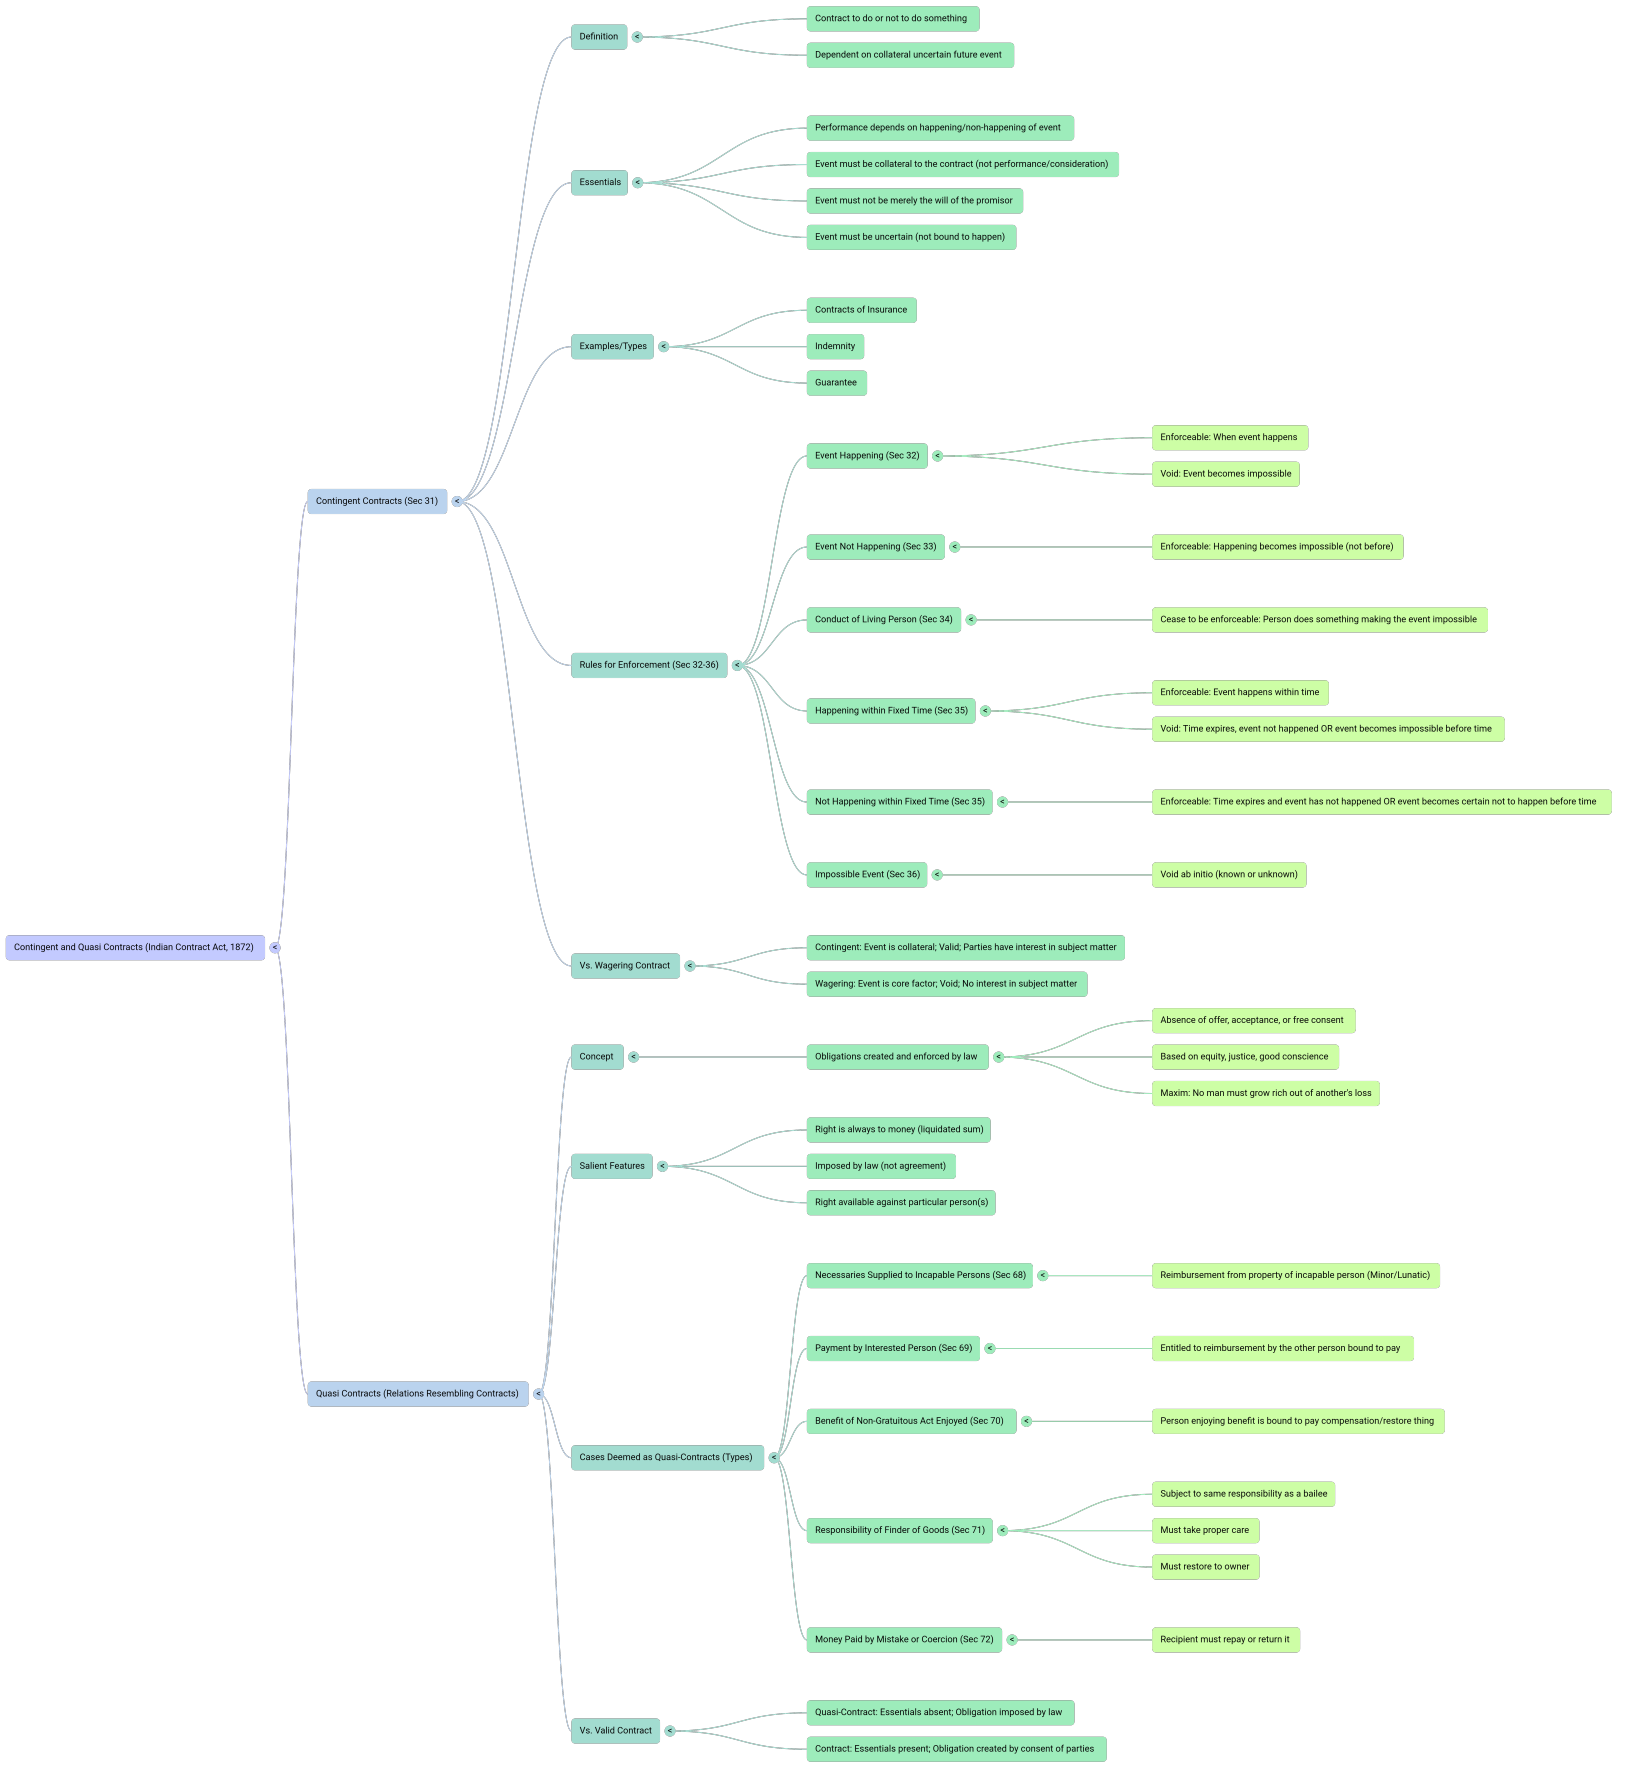 Contingent and Quasi Contracts (Indian Contract Act, 1872)
<
Contingent Contracts (Sec 31)
<
Definition
<
Contract to do or not to do something
Dependent on collateral uncertain future event
Essentials
<
Performance depends on happening/non-happening of event
Event must be collateral to the contract (not performance/consideration)
Event must not be merely the will of the promisor
Event must be uncertain (not bound to happen)
Examples/Types
<
Contracts of Insurance
Indemnity
Guarantee
Rules for Enforcement (Sec 32-36)
<
Event Happening (Sec 32)
<
Enforceable: When event happens
Void: Event becomes impossible
Event Not Happening (Sec 33)
<
Enforceable: Happening becomes impossible (not before)
Conduct of Living Person (Sec 34)
<
Cease to be enforceable: Person does something making the event impossible
Happening within Fixed Time (Sec 35)
<
Enforceable: Event happens within time
Void: Time expires, event not happened OR event becomes impossible before time
Not Happening within Fixed Time (Sec 35)
<
Enforceable: Time expires and event has not happened OR event becomes certain not to happen before time
Impossible Event (Sec 36)
<
Void ab initio (known or unknown)
Vs. Wagering Contract
<
Contingent: Event is collateral; Valid; Parties have interest in subject matter
Wagering: Event is core factor; Void; No interest in subject matter
Quasi Contracts (Relations Resembling Contracts)
<
Concept
<
Obligations created and enforced by law
<
Absence of offer, acceptance, or free consent
Based on equity, justice, good conscience
Maxim: No man must grow rich out of another's loss
Salient Features
<
Right is always to money (liquidated sum)
Imposed by law (not agreement)
Right available against particular person(s)
Cases Deemed as Quasi-Contracts (Types)
<
Necessaries Supplied to Incapable Persons (Sec 68)
<
Reimbursement from property of incapable person (Minor/Lunatic)
Payment by Interested Person (Sec 69)
<
Entitled to reimbursement by the other person bound to pay
Benefit of Non-Gratuitous Act Enjoyed (Sec 70)
<
Person enjoying benefit is bound to pay compensation/restore thing
Responsibility of Finder of Goods (Sec 71)
<
Subject to same responsibility as a bailee
Must take proper care
Must restore to owner
Money Paid by Mistake or Coercion (Sec 72)
<
Recipient must repay or return it
Vs. Valid Contract
<
Quasi-Contract: Essentials absent; Obligation imposed by law
Contract: Essentials present; Obligation created by consent of parties